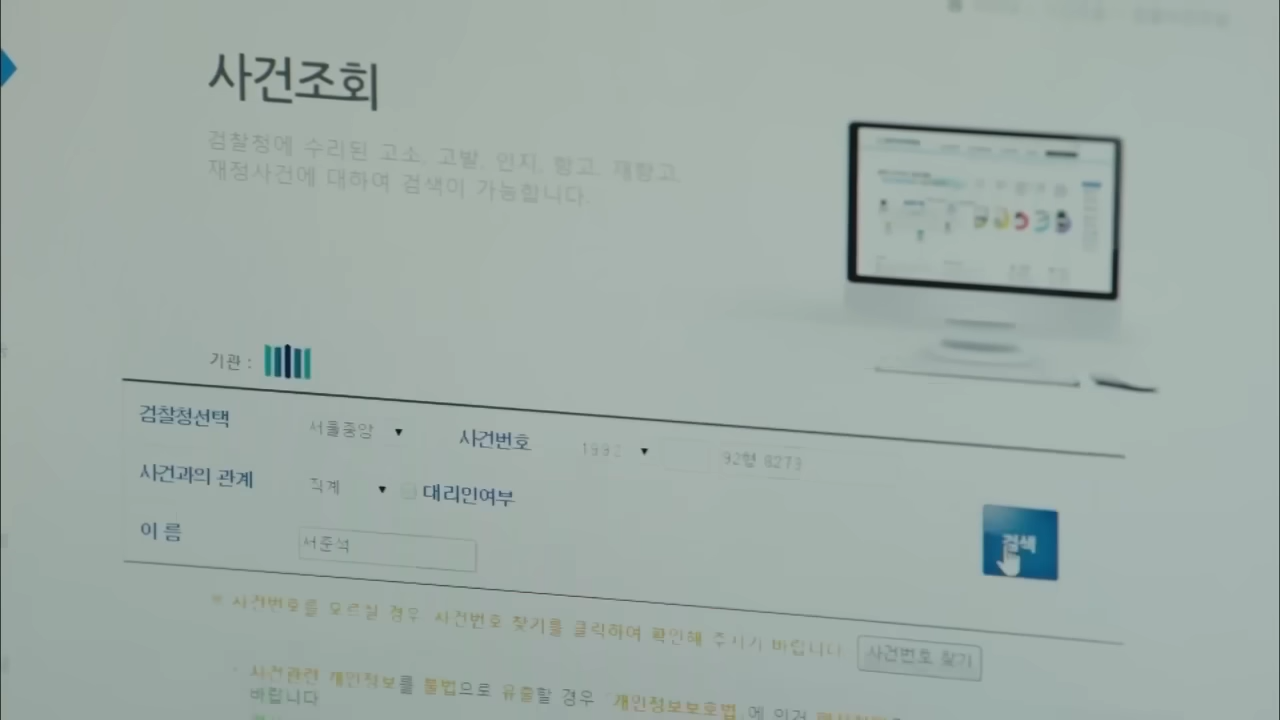 사건조회
검찰청에 수리된 고소, 고발, 인지, 항고, 재항고,
재정사건에 대하여 검색이 가능합니다.
기관 :
검찰청선택 서울중앙 사건번호 1992 92형 8273
사건과의 관계 직계 대리인여부
이 름 서준석
검색
※ 사건번호를 모르실 경우 사건번호 찾기를 클릭하여 확인해 주시기 바랍니다 사건번호 찾기
사건관련 개인정보를 불법으로 유출할 경우 '개인정보보호법'에 의거
바랍니다